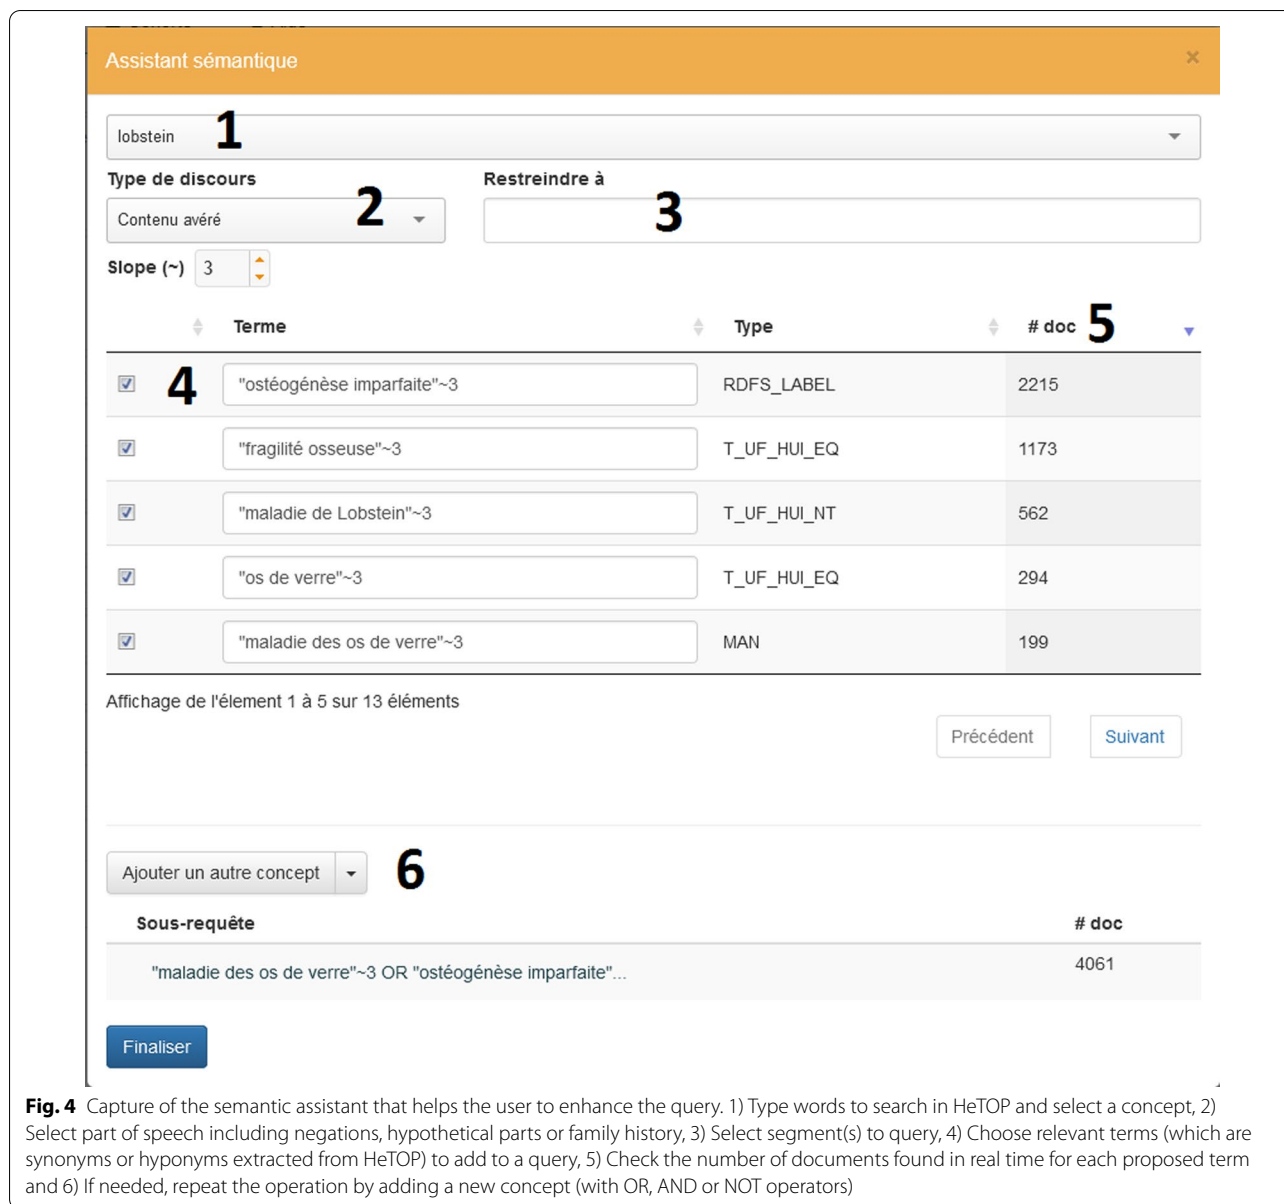 Assistant sémantique ×
lobstein 1
Type de discours Restreindre à
Contenu avéré 2 3
Slope (~) 3
Terme Type # doc 5
4 "ostéogénèse imparfaite"~3 RDFS_LABEL 2215
"fragilité osseuse"~3 T_UF_HUI_EQ 1173
"maladie de Lobstein"~3 T_UF_HUI_NT 562
"os de verre"~3 T_UF_HUI_EQ 294
"maladie des os de verre"~3 MAN 199
Affichage de l'élement 1 à 5 sur 13 éléments
Précédent Suivant
Ajouter un autre concept 6
Sous-requête # doc
"maladie des os de verre"~3 OR "ostéogénèse imparfaite"... 4061
Finaliser
Fig. 4 Capture of the semantic assistant that helps the user to enhance the query. 1) Type words to search in HeTOP and select a concept, 2)
Select part of speech including negations, hypothetical parts or family history, 3) Select segment(s) to query, 4) Choose relevant terms (which are
synonyms or hyponyms extracted from HeTOP) to add to a query, 5) Check the number of documents found in real time for each proposed term
and 6) If needed, repeat the operation by adding a new concept (with OR, AND or NOT operators)